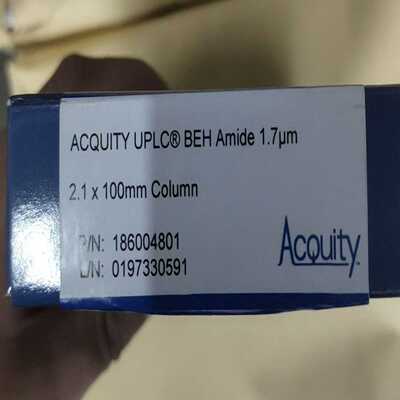 ACQUITY UPLC® BEH Amide 1.7µm
2.1 x 100mm Column
P/N: 186004801
L/N: 0197330591
Acquity